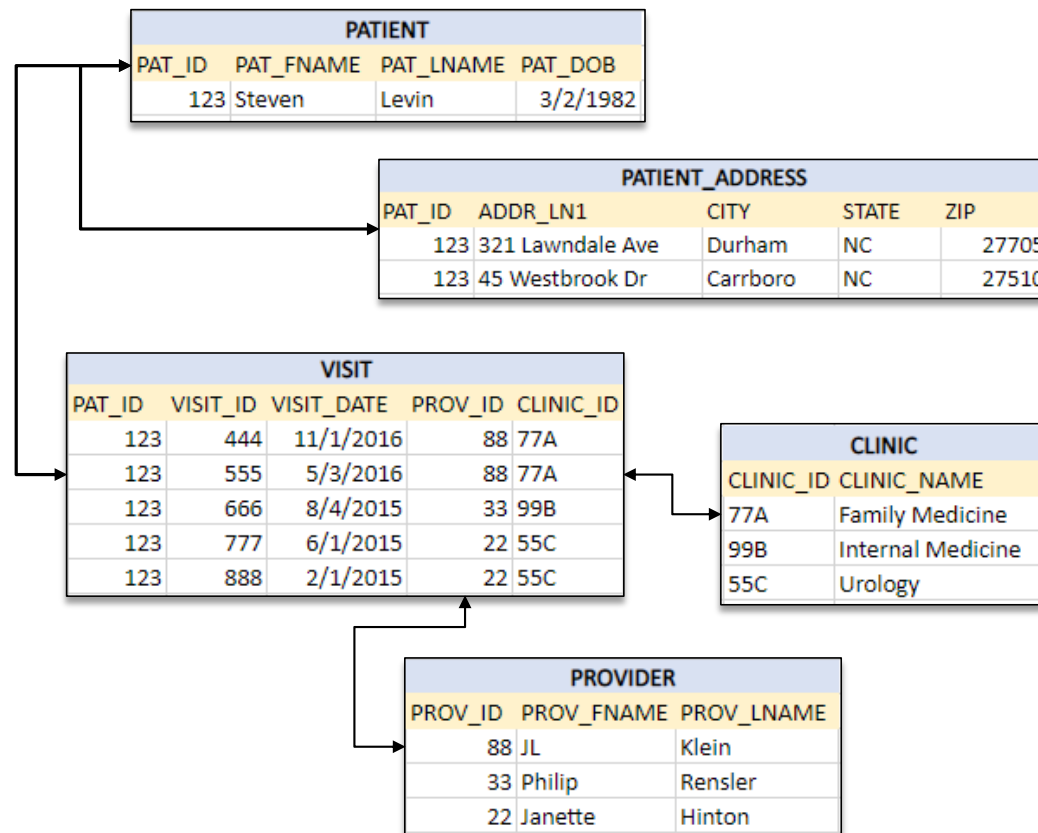 PATIENT
PAT_ID PAT_FNAME PAT_LNAME PAT_DOB
123 Steven Levin 3/2/1982
PATIENT_ADDRESS
PAT_ID ADDR_LN1 CITY STATE ZIP
123 321 Lawndale Ave Durham NC 27705
123 45 Westbrook Dr Carrboro NC 27510
VISIT
PAT_ID VISIT_ID VISIT_DATE PROV_ID CLINIC_ID
123 444 11/1/2016 88 77A
123 555 5/3/2016 88 77A
123 666 8/4/2015 33 99B
123 777 6/1/2015 22 55C
123 888 2/1/2015 22 55C
CLINIC
CLINIC_ID CLINIC_NAME
77A Family Medicine
99B Internal Medicine
55C Urology
PROVIDER
PROV_ID PROV_FNAME PROV_LNAME
88 JL Klein
33 Philip Rensler
22 Janette Hinton